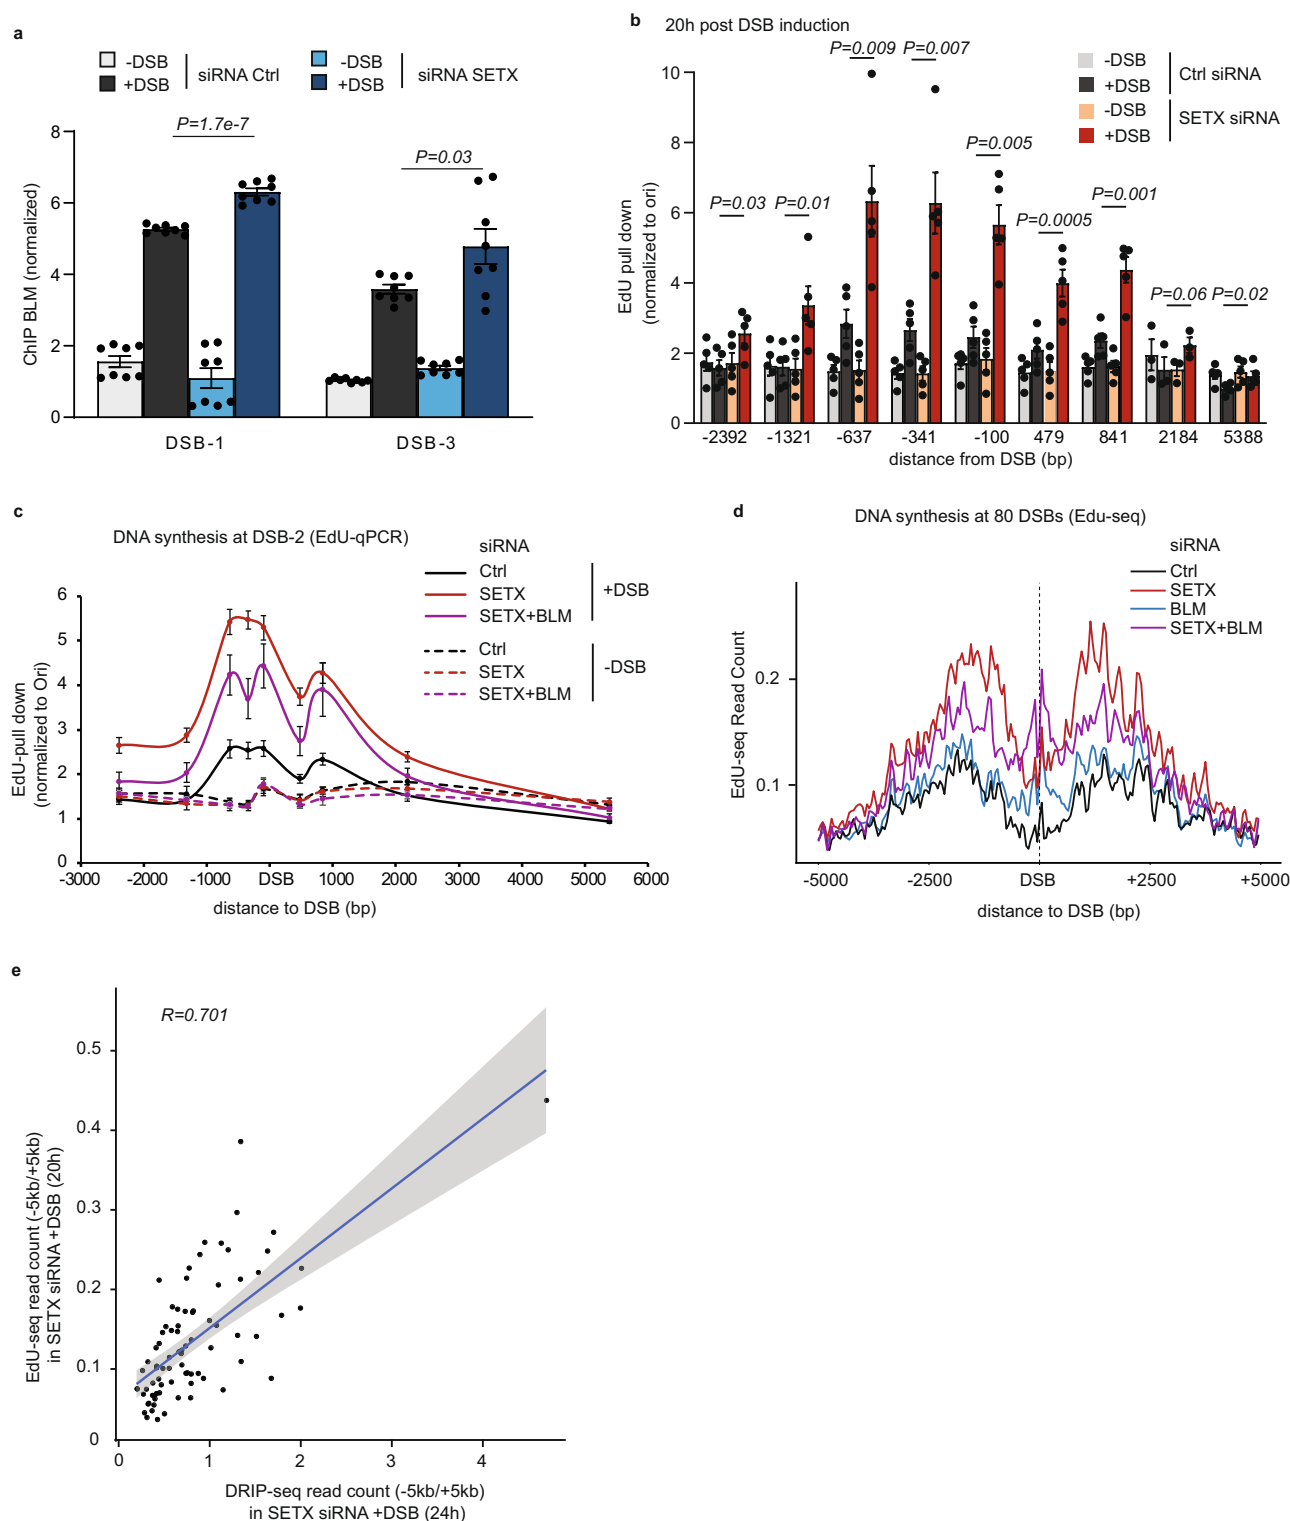 a
-DSB
+DSB
siRNA Ctrl
-DSB
+DSB
siRNA SETX
P=1.7e-7
P=0.03
ChIP BLM (normalized)
8
6
4
2
0
DSB-1
DSB-3
b
20h post DSB induction
-DSB
+DSB
Ctrl siRNA
-DSB
+DSB
SETX siRNA
P=0.03
P=0.01
P=0.009
P=0.007
P=0.005
P=0.0005
P=0.001
P=0.06
P=0.02
EdU pull down
(normalized to ori)
10
8
6
4
2
0
-2392
-1321
-637
-341
-100
479
841
2184
5388
distance from DSB (bp)
c
DNA synthesis at DSB-2 (EdU-qPCR)
siRNA
Ctrl
SETX
SETX+BLM
+DSB
Ctrl
SETX
SETX+BLM
-DSB
EdU-pull down
(normalized to Ori)
6
5
4
3
2
1
0
-3000
-2000
-1000
DSB
1000
2000
3000
4000
5000
6000
distance to DSB (bp)
d
DNA synthesis at 80 DSBs (Edu-seq)
siRNA
Ctrl
SETX
BLM
SETX+BLM
EdU-seq Read Count
0.2
0.1
-5000
-2500
DSB
+2500
+5000
distance to DSB (bp)
e
R=0.701
EdU-seq read count (-5kb/+5kb)
in SETX siRNA +DSB (20h)
0.5
0.4
0.3
0.2
0.1
0
0
1
2
3
4
DRIP-seq read count (-5kb/+5kb)
in SETX siRNA +DSB (24h)